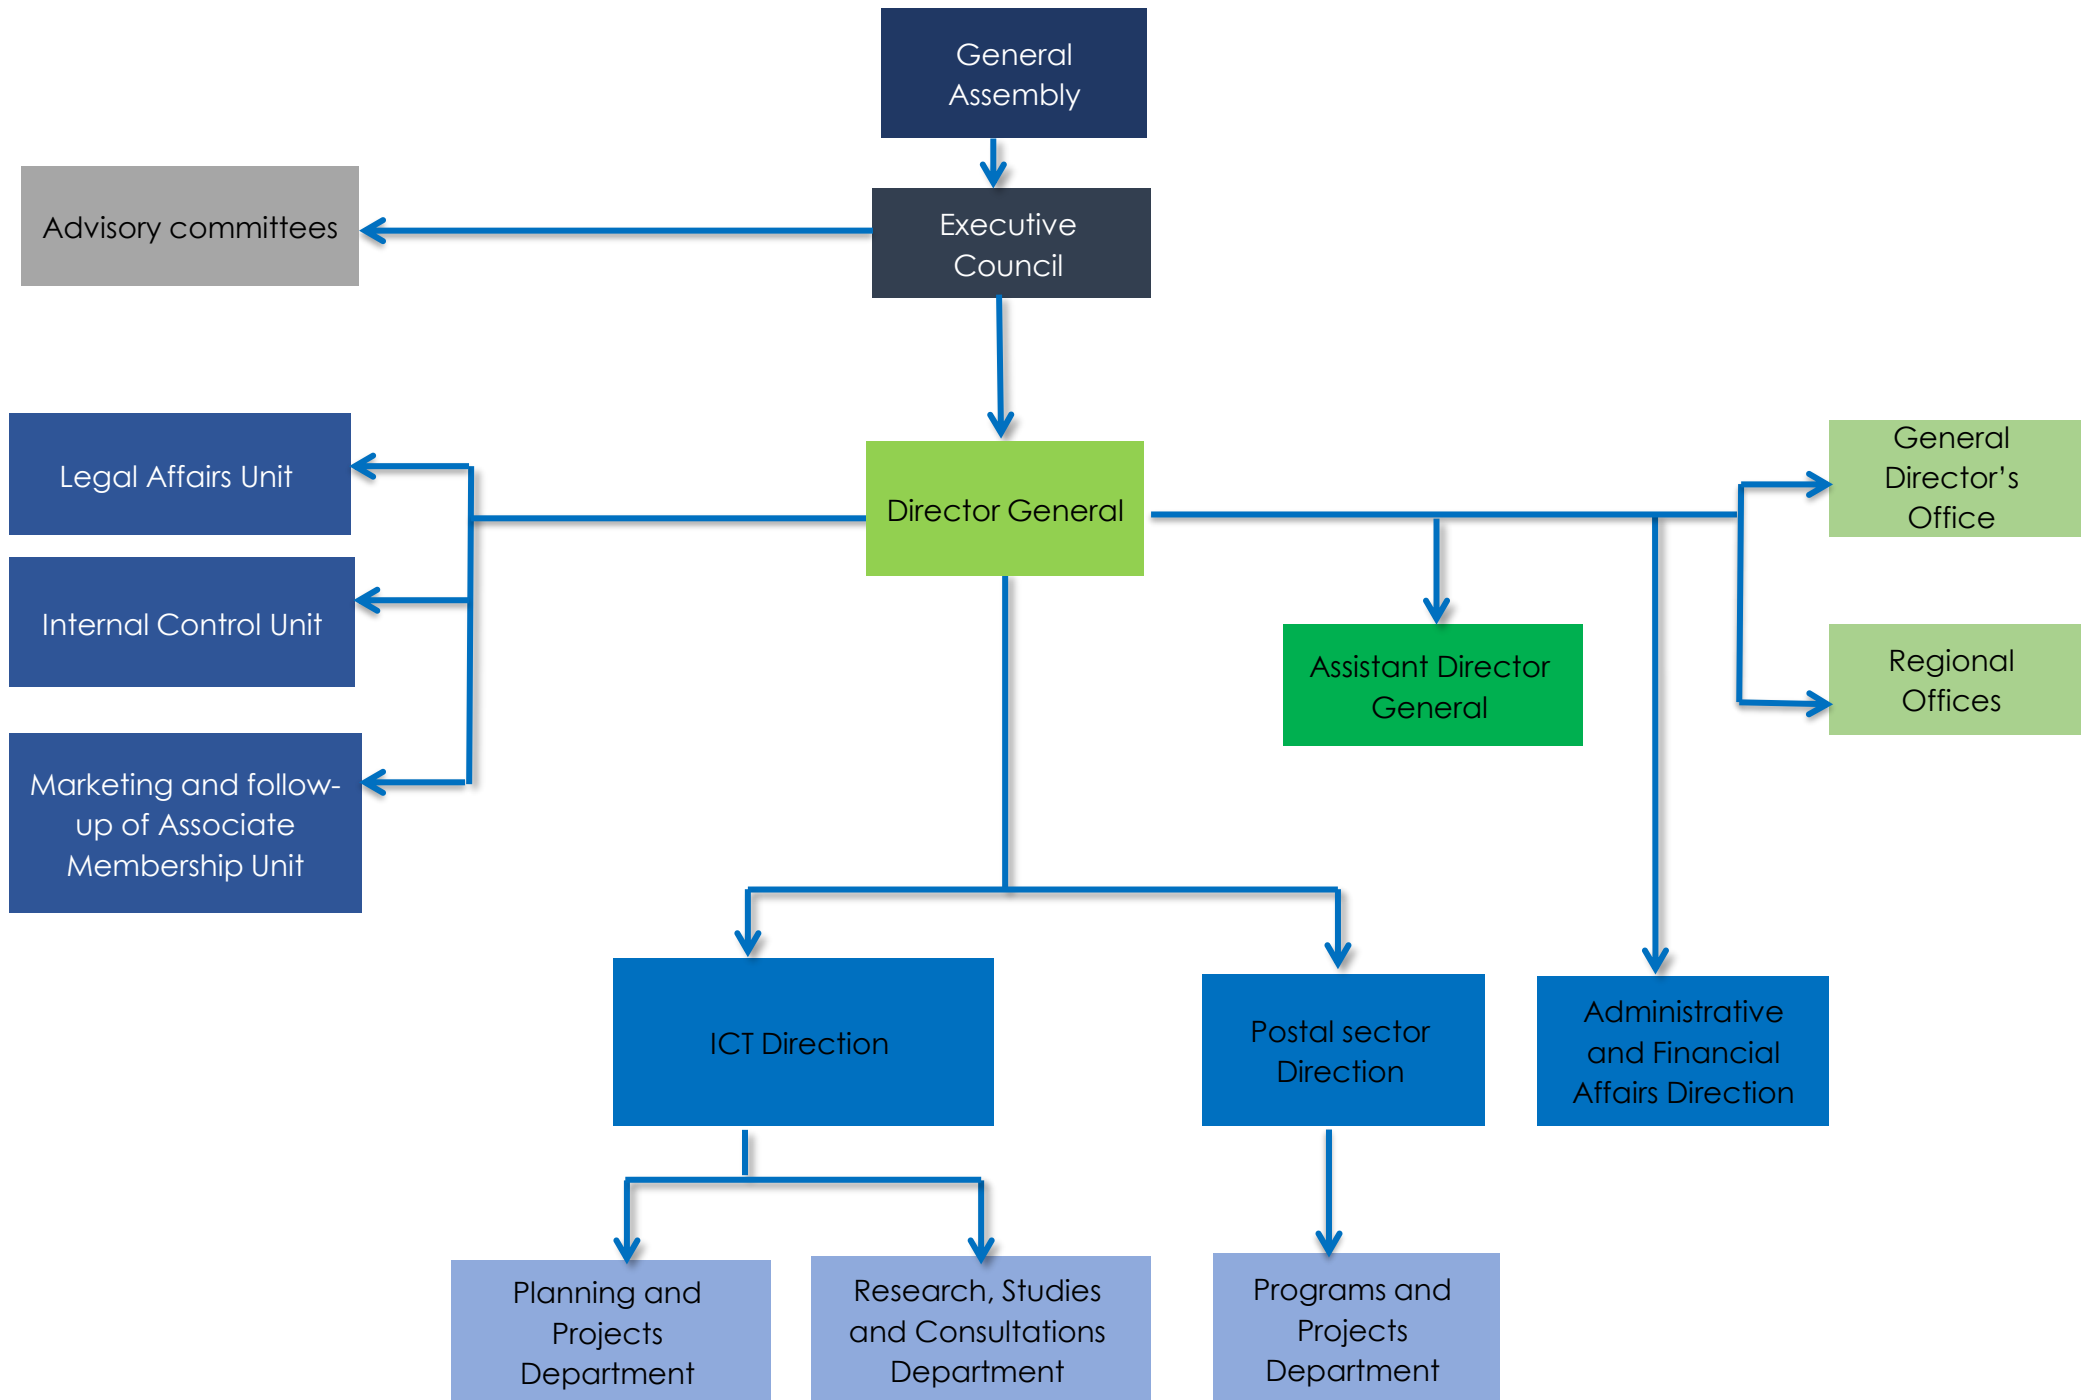 General
Assembly
Advisory committees
Executive
Council
Legal Affairs Unit
Director General
General
Director’s
Office
Internal Control Unit
Assistant Director
General
Regional
Offices
Marketing and follow-
up of Associate
Membership Unit
ICT Direction
Postal sector
Direction
Administrative
and Financial
Affairs Direction
Planning and
Projects
Department
Research, Studies
and Consultations
Department
Programs and
Projects
Department